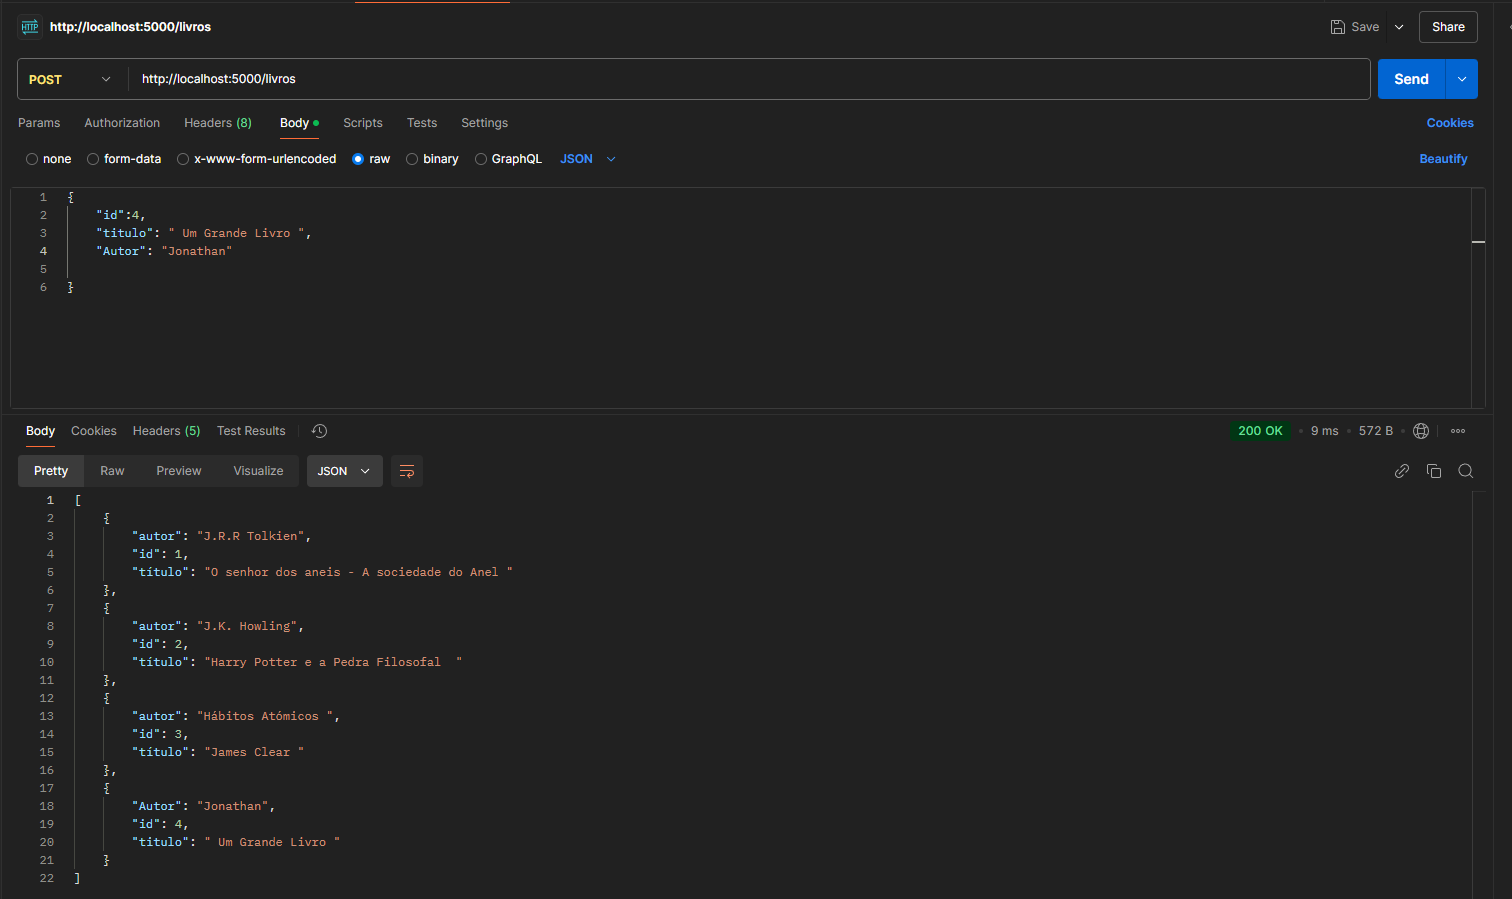 HTTP http://localhost:5000/livros Save Share
POST http://localhost:5000/livros Send
Params Authorization Headers (8) Body Scripts Tests Settings Cookies
none form-data x-www-form-urlencoded raw binary GraphQL JSON Beautify
1 {
2 "id":4,
3 "titulo": " Um Grande Livro ",
4 "Autor": "Jonathan"
5
6 }
Body Cookies Headers (5) Test Results 200 OK • 9 ms • 572 B •
Pretty Raw Preview Visualize JSON
1 [
2 {
3 "autor": "J.R.R Tolkien",
4 "id": 1,
5 "título": "O senhor dos aneis - A sociedade do Anel "
6 },
7 {
8 "autor": "J.K. Howling",
9 "id": 2,
10 "título": "Harry Potter e a Pedra Filosofal  "
11 },
12 {
13 "autor": "Hábitos Atómicos ",
14 "id": 3,
15 "título": "James Clear "
16 },
17 {
18 "Autor": "Jonathan",
19 "id": 4,
20 "titulo": " Um Grande Livro "
21 }
22 ]